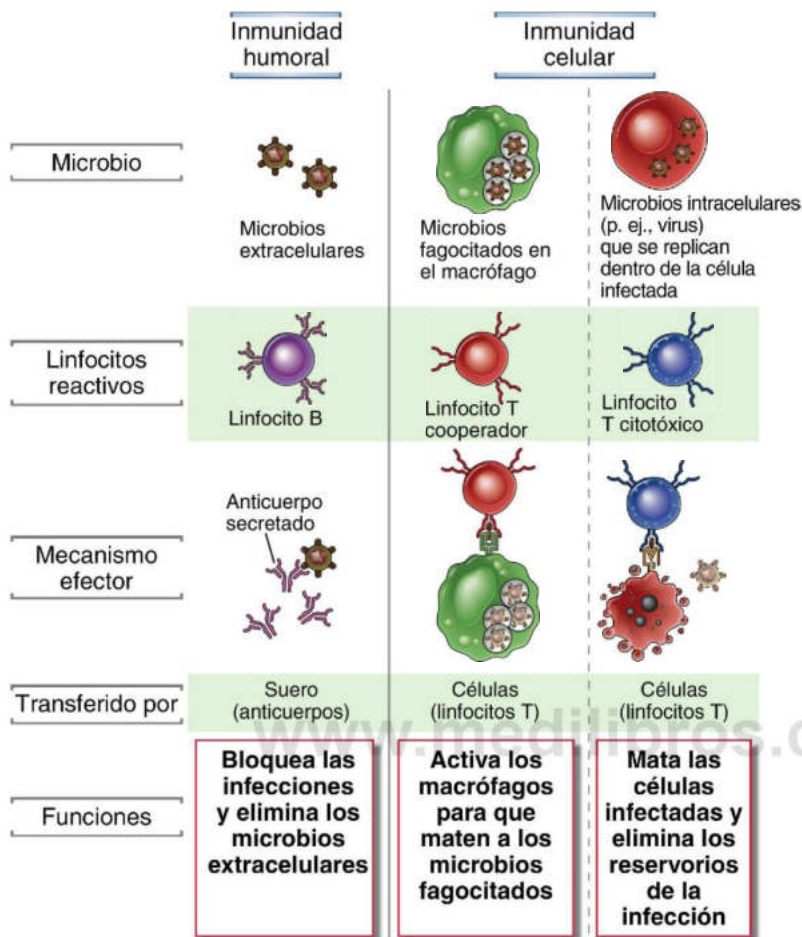 Inmunidad
humoral
Inmunidad
celular
Microbio
Microbios
extracelulares
Microbios
fagocitados en
el macrófago
Microbios intracelulares
(p. ej., virus)
que se replican
dentro de la célula
infectada
Linfocitos
reactivos
Linfocito B
Linfocito T
cooperador
Linfocito
T citotóxico
Mecanismo
efector
Anticuerpo
secretado
Transferido por
Suero
(anticuerpos)
Células
(linfocitos T)
Células
(linfocitos T)
www.medilibros.c
Funciones
Bloquea las
infecciones
y elimina los
microbios
extracelulares
Activa los
macrófagos
para que
maten a los
microbios
fagocitados
Mata las
células
infectadas y
elimina los
reservorios
de la
infección